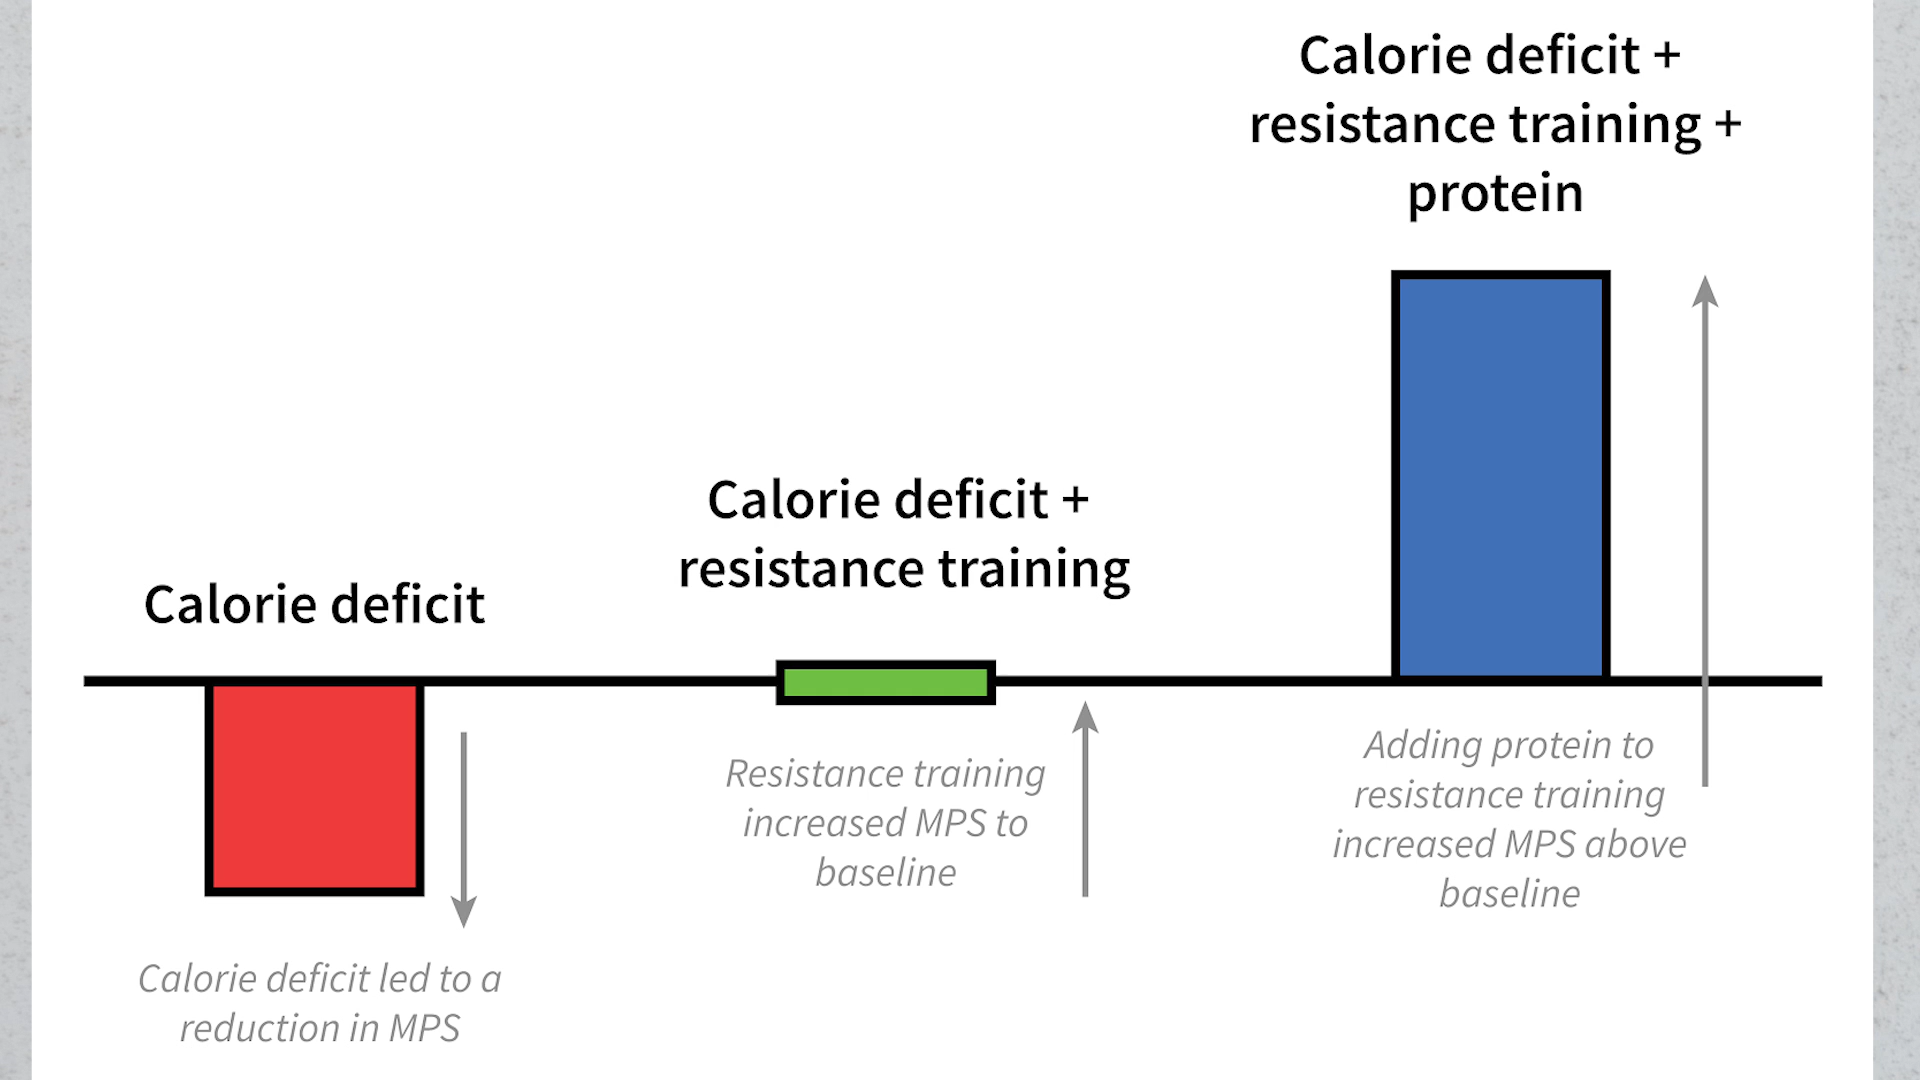 Calorie deficit
Calorie deficit led to a
reduction in MPS
Calorie deficit +
resistance training
Resistance training
increased MPS to
baseline
Calorie deficit +
resistance training +
protein
Adding protein to
resistance training
increased MPS above
baseline